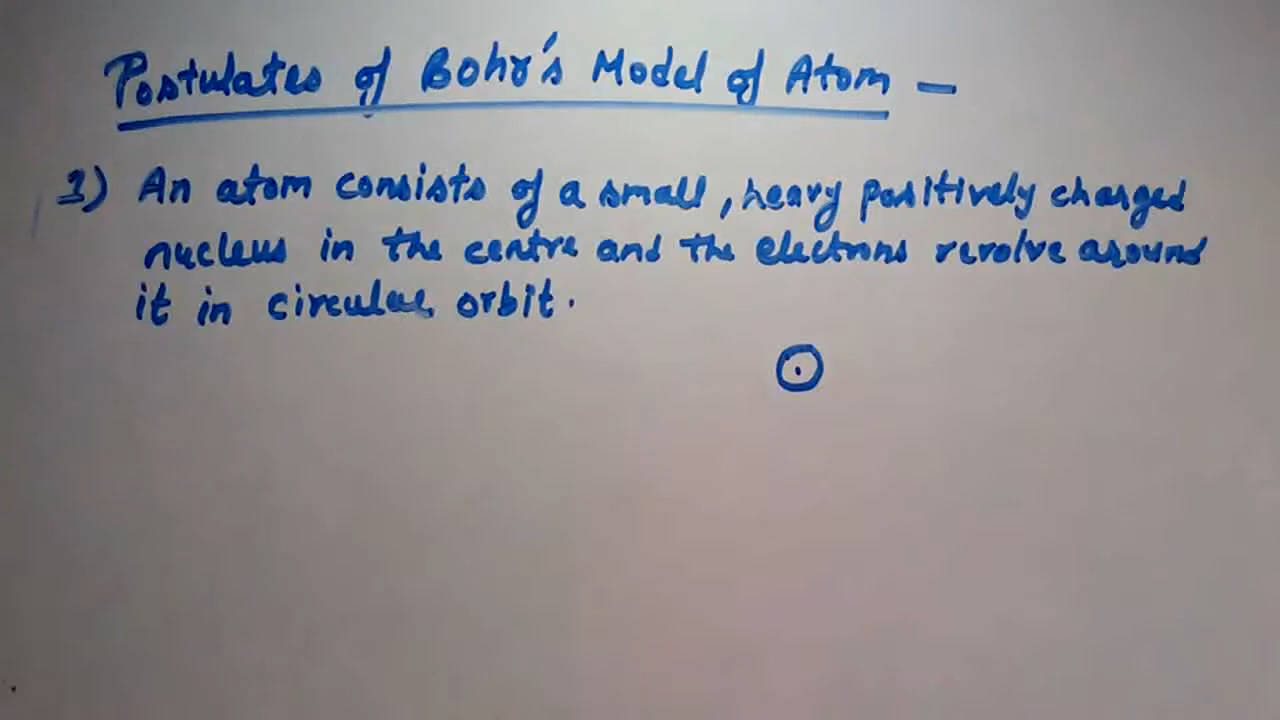 Postulates of Bohr's Model of Atom -
1) An atom consists of a small, heavy positively charged
nucleus in the centre and the electrons revolve around
it in circular orbit.